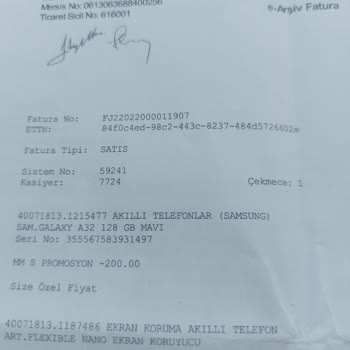 Mersis No: 0613063688400256
Ticaret Sicil No: 616001
e-Arşiv Fatura
Fatura No: FJ22022000011907
ETTN: 84f0c4ed-98c2-443c-8237-484d5726602e
Fatura Tipi: SATIS
Sistem No: 59241
Kasiyer: 7724 Çekmece: 1
40071813.1215477 AKILLI TELEFONLAR (SAMSUNG)
SAM.GALAXY A32 128 GB MAVI
Seri No: 355567583931497
MM S PROMOSYON -200.00
Size Özel Fiyat
40071813.1187486 EKRAN KORUMA AKILLI TELEFON
ART.FLEXIBLE NANO EKRAN KORUYUCU